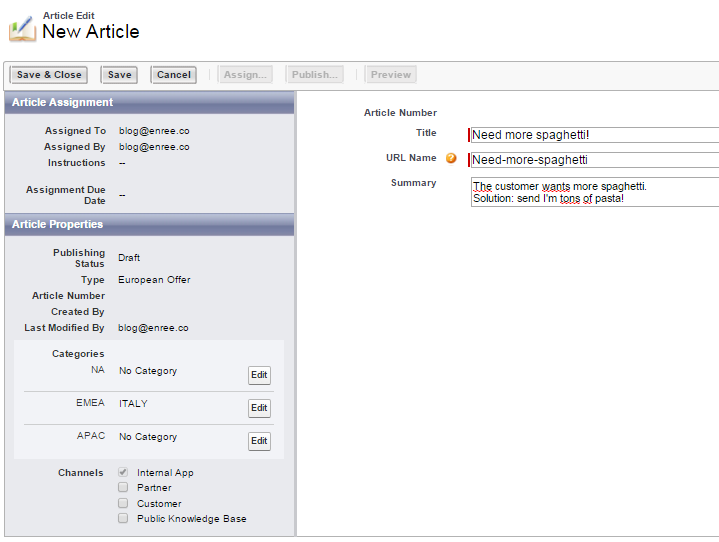 Article Edit
New Article
Save & Close Save Cancel Assign... Publish... Preview
Article Assignment
Assigned To blog@enree.co
Assigned By blog@enree.co
Instructions --
Assignment Due
Date --
Article Properties
Publishing
Status Draft
Type European Offer
Article Number
Created By
Last Modified By blog@enree.co
Categories
NA No Category Edit
EMEA ITALY Edit
APAC No Category Edit
Channels Internal App
Partner
Customer
Public Knowledge Base
Article Number
Title Need more spaghetti!
URL Name ? Need-more-spaghetti
Summary The customer wants more spaghetti.
Solution: send I'm tons of pasta!